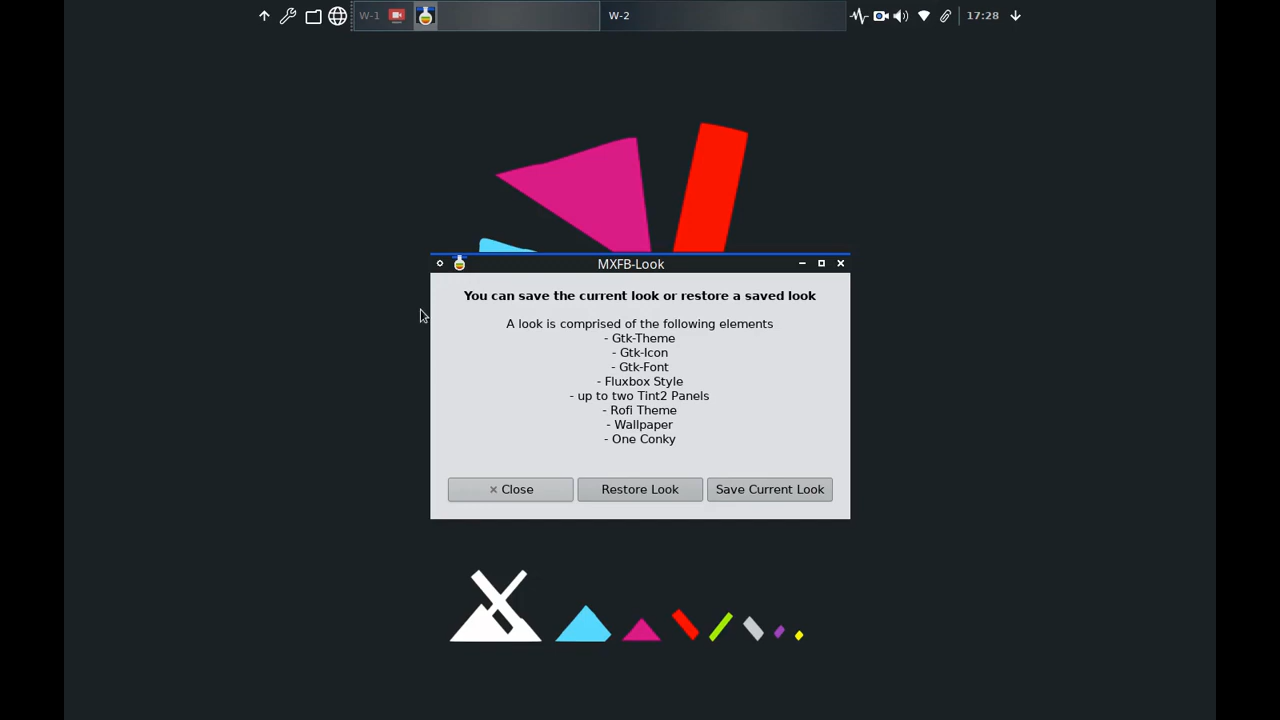 W-1
W-2
17:28
MXFB-Look
You can save the current look or restore a saved look
A look is comprised of the following elements
- Gtk-Theme
- Gtk-Icon
- Gtk-Font
- Fluxbox Style
- up to two Tint2 Panels
- Rofi Theme
- Wallpaper
- One Conky
Close
Restore Look
Save Current Look